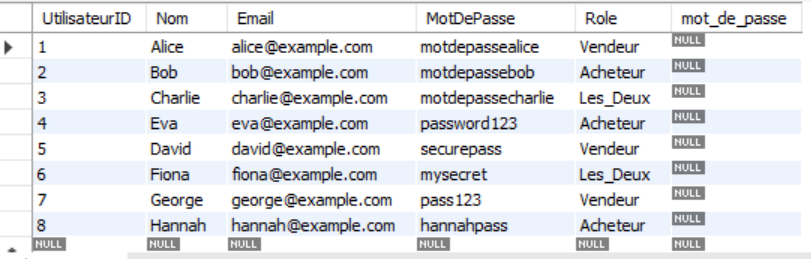 UtilisateurID Nom Email MotDePasse Role mot_de_passe
1 Alice alice@example.com motdepassealice Vendeur NULL
2 Bob bob@example.com motdepassebob Acheteur NULL
3 Charlie charlie@example.com motdepassecharlie Les_Deux NULL
4 Eva eva@example.com password123 Acheteur NULL
5 David david@example.com securepass Vendeur NULL
6 Fiona fiona@example.com mysecret Les_Deux NULL
7 George george@example.com pass123 Vendeur NULL
8 Hannah hannah@example.com hannahpass Acheteur NULL
NULL NULL NULL NULL NULL NULL